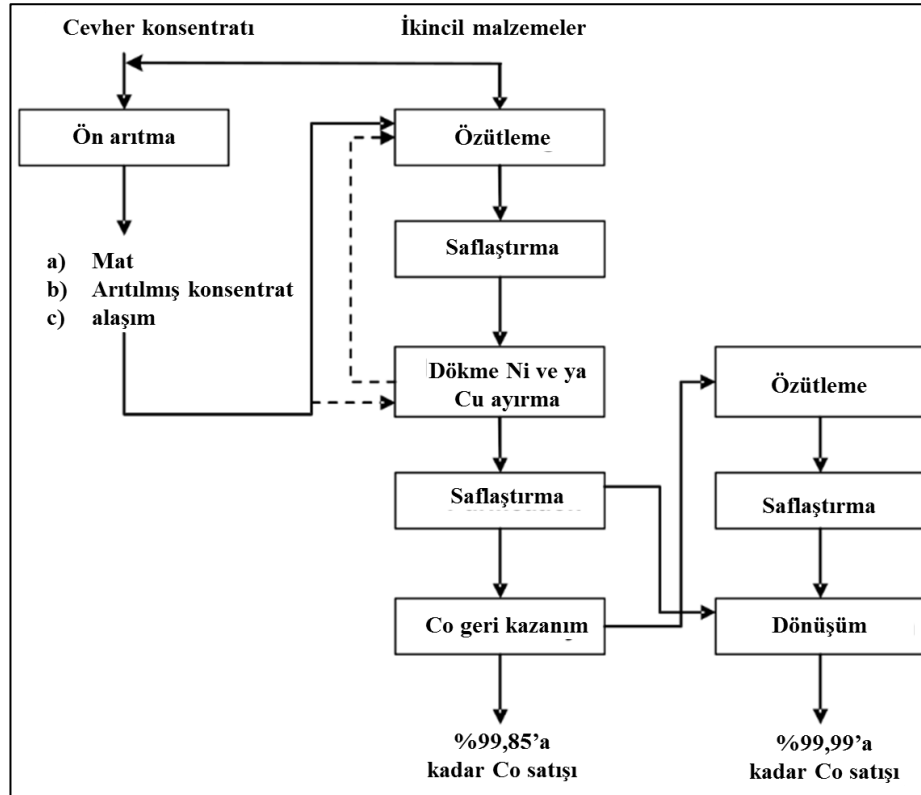 Cevher konsentratı
İkincil malzemeler
Ön arıtma
Özütleme
Saflaştırma
a) Mat
b) Arıtılmış konsentrat
c) alaşım
Dökme Ni ve ya
Cu ayırma
Özütleme
Saflaştırma
Saflaştırma
Co geri kazanım
Dönüşüm
%99,85’a
kadar Co satışı
%99,99’a
kadar Co satışı